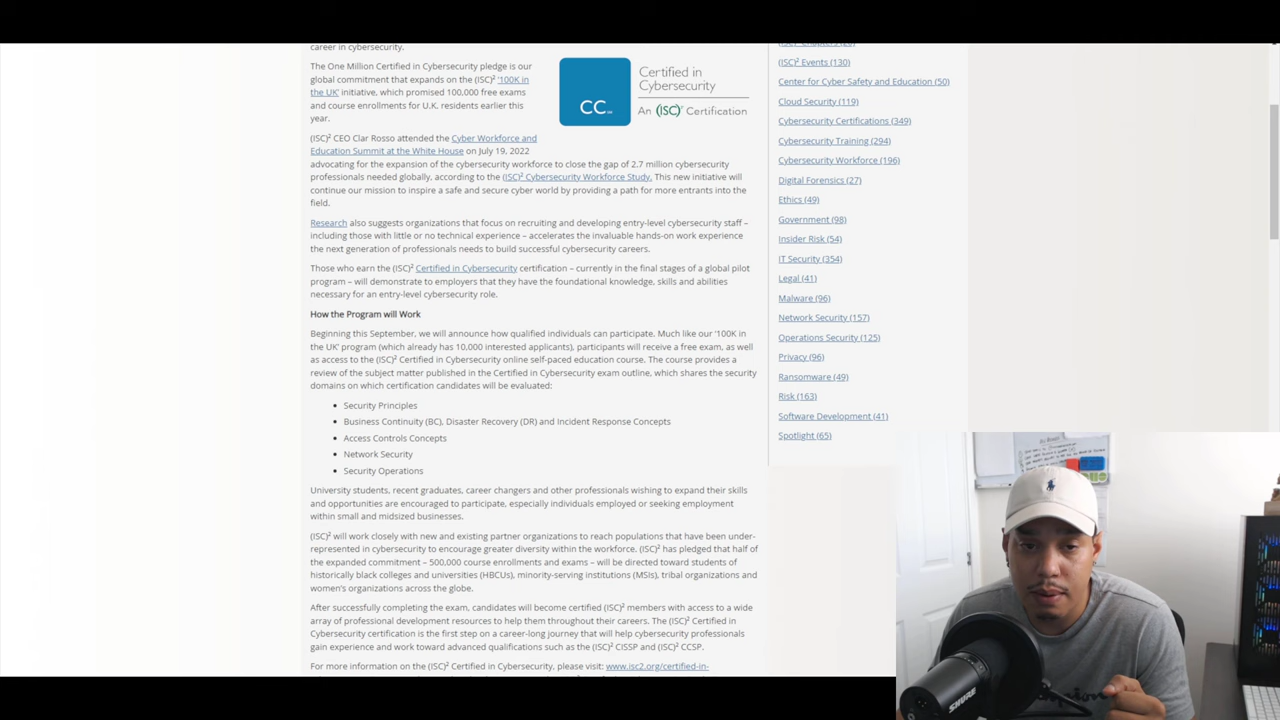 career in cybersecurity.
The One Million Certified in Cybersecurity pledge is our
global commitment that expands on the (ISC)² '100K in
the UK' initiative, which promised 100,000 free exams
and course enrollments for U.K. residents earlier this
year.
Certified in
Cybersecurity
CC
An (ISC)² Certification
(ISC)² CEO Clar Rosso attended the Cyber Workforce and
Education Summit at the White House on July 19, 2022
advocating for the expansion of the cybersecurity workforce to close the gap of 2.7 million cybersecurity
professionals needed globally, according to the (ISC)² Cybersecurity Workforce Study. This new initiative will
continue our mission to inspire a safe and secure cyber world by providing a path for more entrants into the
field.
Research also suggests organizations that focus on recruiting and developing entry-level cybersecurity staff –
including those with little or no technical experience – accelerates the invaluable hands-on work experience
the next generation of professionals needs to build successful cybersecurity careers.
Those who earn the (ISC)² Certified in Cybersecurity certification – currently in the final stages of a global pilot
program – will demonstrate to employers that they have the foundational knowledge, skills and abilities
necessary for an entry-level cybersecurity role.
How the Program will Work
Beginning this September, we will announce how qualified individuals can participate. Much like our '100K in
the UK' program (which already has 10,000 interested applicants), participants will receive a free exam, as well
as access to the (ISC)² Certified in Cybersecurity online self-paced education course. The course provides a
review of the subject matter published in the Certified in Cybersecurity exam outline, which shares the security
domains on which certification candidates will be evaluated:
• Security Principles
• Business Continuity (BC), Disaster Recovery (DR) and Incident Response Concepts
• Access Controls Concepts
• Network Security
• Security Operations
University students, recent graduates, career changers and other professionals wishing to expand their skills
and opportunities are encouraged to participate, especially individuals employed or seeking employment
within small and midsized businesses.
(ISC)² will work closely with new and existing partner organizations to reach populations that have been under-
represented in cybersecurity to encourage greater diversity within the workforce. (ISC)² has pledged that half of
the expanded commitment – 500,000 course enrollments and exams – will be directed toward students of
historically black colleges and universities (HBCUs), minority-serving institutions (MSIs), tribal organizations and
women's organizations across the globe.
After successfully completing the exam, candidates will become certified (ISC)² members with access to a wide
array of professional development resources to help them throughout their careers. The (ISC)² Certified in
Cybersecurity certification is the first step on a career-long journey that will help cybersecurity professionals
gain experience and work toward advanced qualifications such as the (ISC)² CISSP and (ISC)² CCSP.
For more information on the (ISC)² Certified in Cybersecurity, please visit: www.isc2.org/certified-in-
(ISC)² Events (130)
Center for Cyber Safety and Education (50)
Cloud Security (119)
Cybersecurity Certifications (349)
Cybersecurity Training (294)
Cybersecurity Workforce (196)
Digital Forensics (27)
Ethics (49)
Government (98)
Insider Risk (54)
IT Security (354)
Legal (41)
Malware (96)
Network Security (157)
Operations Security (125)
Privacy (96)
Ransomware (49)
Risk (163)
Software Development (41)
Spotlight (65)
SHURE